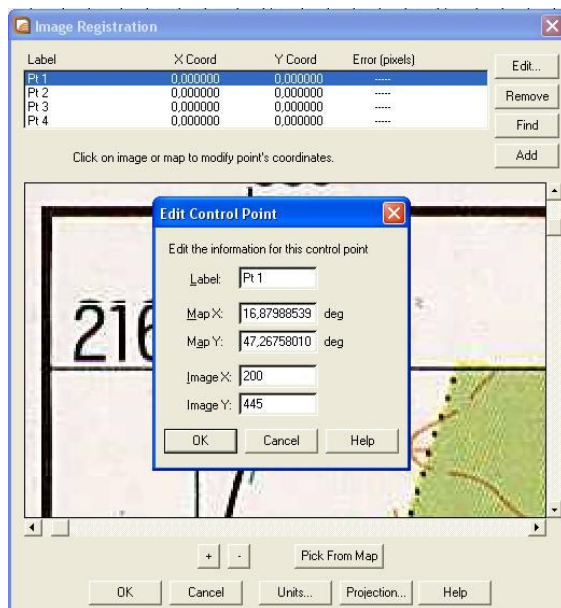 Image Registration
Label X Coord Y Coord Error (pixels)
Pt 1 0,000000 0,000000 -----
Pt 2 0,000000 0,000000 -----
Pt 3 0,000000 0,000000 -----
Pt 4 0,000000 0,000000 -----
Edit...
Remove
Find
Add
Click on image or map to modify point's coordinates.
Edit Control Point
Edit the information for this control point
Label: Pt 1
Map X: 16,87988539 deg
Map Y: 47,26758010 deg
Image X: 200
Image Y: 445
OK Cancel Help
216
+ - Pick From Map
OK Cancel Units... Projection... Help